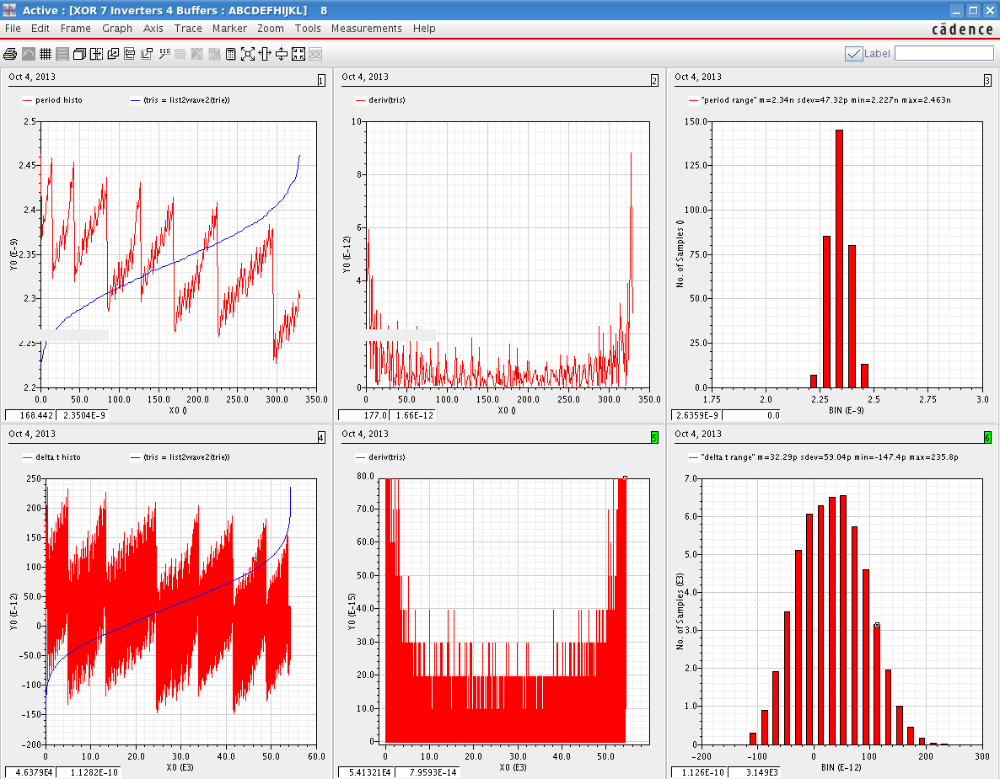 Active : [XOR 7 Inverters 4 Buffers : ABCDEFHIJKL] 8
File Edit Frame Graph Axis Trace Marker Zoom Tools Measurements Help
cādence
Label
Oct 4, 2013
1
period histo
(tris = list2wave2(trie))
2.5
2.45
2.4
2.35
2.3
2.25
2.2
Y0 (E-9)
0.0 50.0 100.0 150.0 200.0 250.0 300.0 350.0
X0 ()
168.442 2.3504E-9
Oct 4, 2013
2
deriv(tris)
10
8
6
4
0
Y0 (E-12)
0.0 50.0 100.0 150.0 200.0 250.0 300.0 350.0
X0 ()
177.0 1.66E-12
Oct 4, 2013
3
"period range" m=2.34n sdev=47.32p min=2.227n max=2.463n
150.0
125.0
100.0
75.0
50.0
25.0
0.0
No. of Samples ()
1.75 2.0 2.25 2.5 2.75 3.0
BIN (E-9)
2.6359E-9 0.0
Oct 4, 2013
4
delta t histo
(tris = list2wave2(trie))
250
200
150
100
50.0
0
-50.0
-100
-150
-200
Y0 (E-12)
0 10.0 20.0 30.0 40.0 50.0 60.0
X0 (E3)
4.6379E4 1.1282E-10
Oct 4, 2013
5
deriv(tris)
80.0
70.0
60.0
50.0
40.0
30.0
20.0
10.0
0
Y0 (E-15)
0 10.0 20.0 30.0 40.0 50.0
X0 (E3)
5.41321E4 7.9593E-14
Oct 4, 2013
6
"delta t range" m=32.29p sdev=59.04p min=-147.4p max=235.8p
7.0
6.0
5.0
4.0
3.0
2.0
1.0
0
No. of Samples (E3)
-200 -100 0 100 200 300
BIN (E-12)
1.126E-10 3.149E3